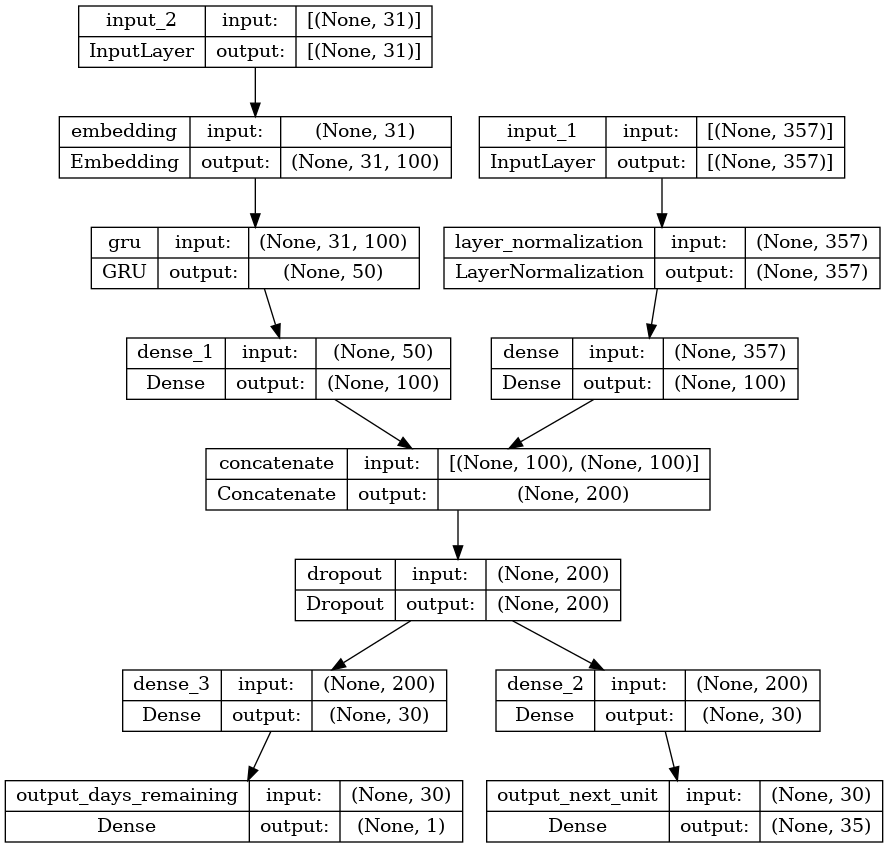 input_2 input: [(None, 31)]
InputLayer output: [(None, 31)]
embedding input: (None, 31)
Embedding output: (None, 31, 100)
input_1 input: [(None, 357)]
InputLayer output: [(None, 357)]
gru input: (None, 31, 100)
GRU output: (None, 50)
layer_normalization input: (None, 357)
LayerNormalization output: (None, 357)
dense_1 input: (None, 50)
Dense output: (None, 100)
dense input: (None, 357)
Dense output: (None, 100)
concatenate input: [(None, 100), (None, 100)]
Concatenate output: (None, 200)
dropout input: (None, 200)
Dropout output: (None, 200)
dense_3 input: (None, 200)
Dense output: (None, 30)
dense_2 input: (None, 200)
Dense output: (None, 30)
output_days_remaining input: (None, 30)
Dense output: (None, 1)
output_next_unit input: (None, 30)
Dense output: (None, 35)